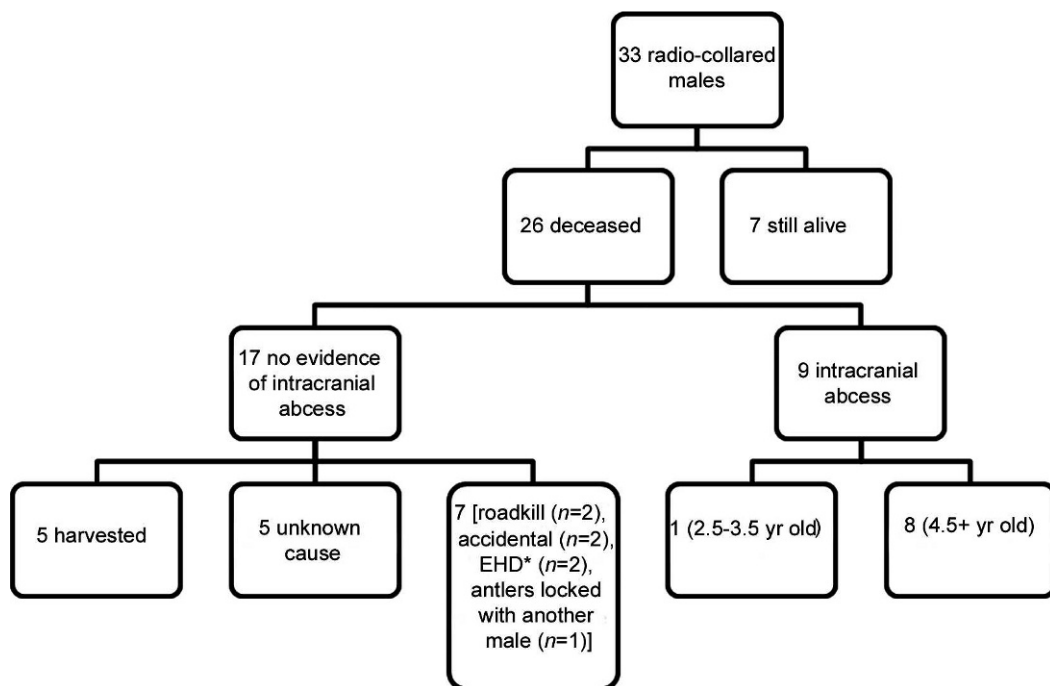 33 radio-collared
males
26 deceased
7 still alive
17 no evidence
of intracranial
abcess
9 intracranial
abcess
5 harvested
5 unknown
cause
7 [roadkill (n=2),
accidental (n=2),
EHD* (n=2),
antlers locked
with another
male (n=1)]
1 (2.5-3.5 yr old)
8 (4.5+ yr old)